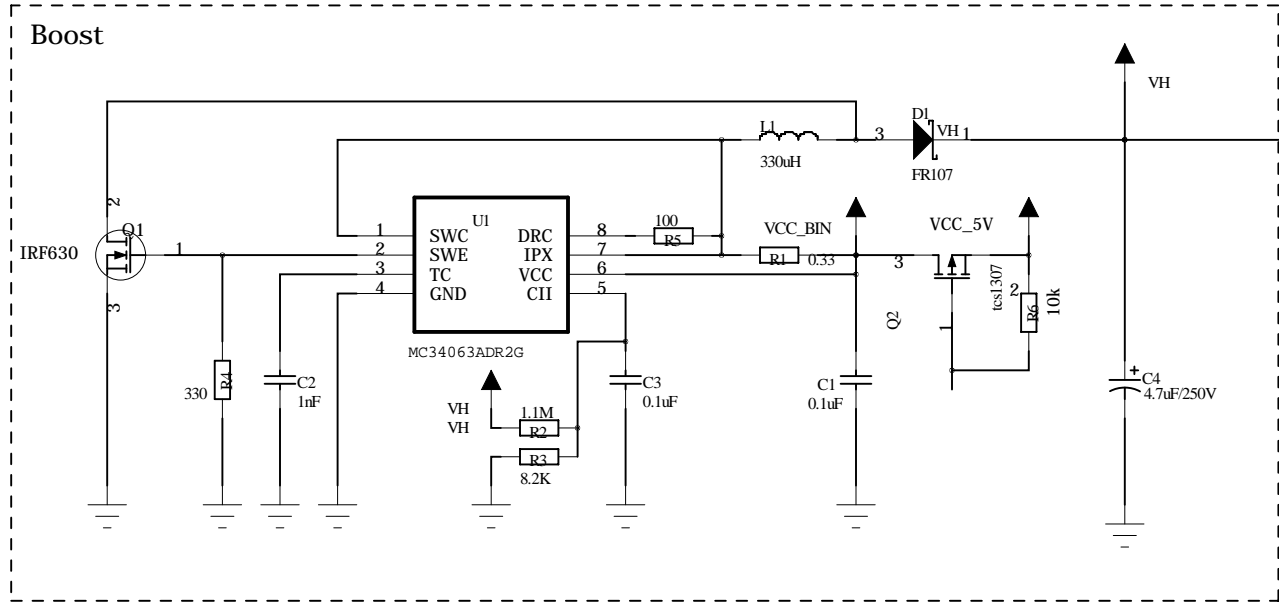 Boost
VH
L1
330uH
3
D1
VH
1
FR107
2
Q1
IRF630
1
3
U1
1
SWC
DRC
8
2
SWE
IPX
7
3
TC
VCC
6
4
GND
CII
5
MC34063ADR2G
100
R5
VCC_BIN
R1
0.33
VCC_5V
3
tcs1307
2
R6
10k
Q2
1
330
R4
C2
1nF
VH
VH
1.1M
R2
R3
8.2K
C3
0.1uF
C1
0.1uF
+
C4
4.7uF/250V